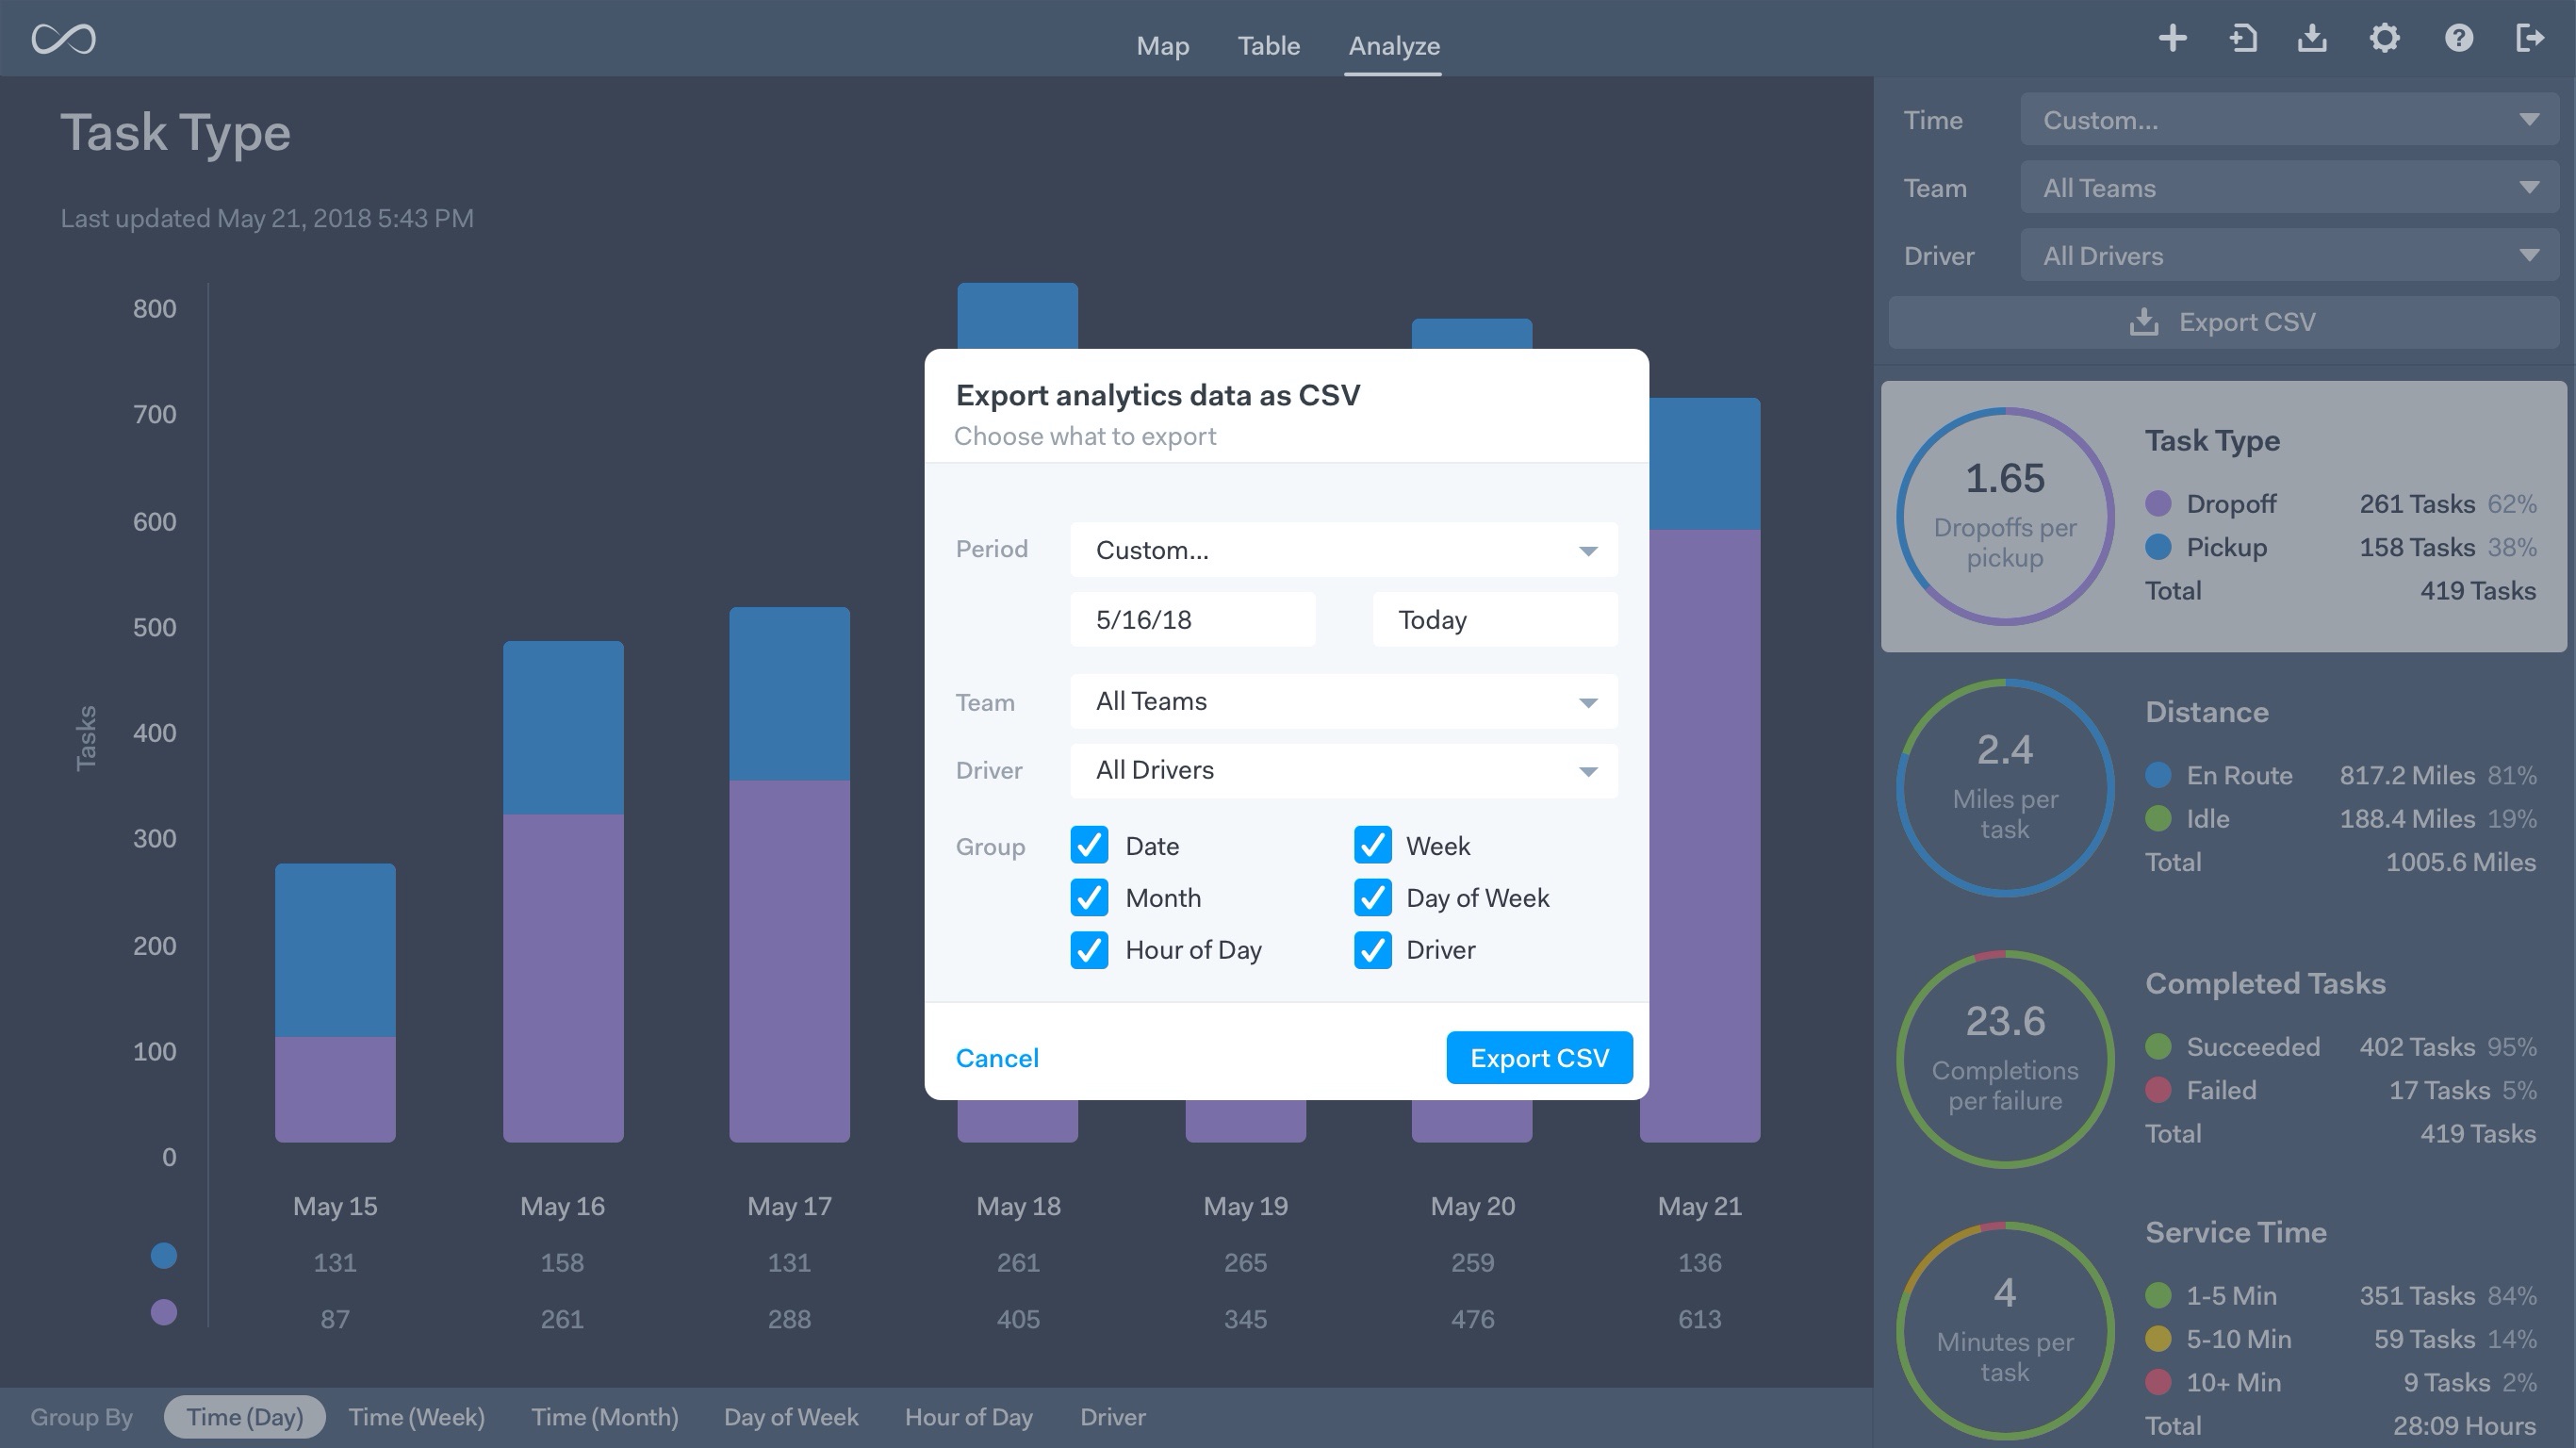 Map Table Analyze
Task Type
Last updated May 21, 2018 5:43 PM
Tasks
800
700
600
500
400
300
200
100
0
May 15 May 16 May 17 May 18 May 19 May 20 May 21
131 158 131 261 265 259 136
87 261 288 405 345 476 613
Group By Time (Day) Time (Week) Time (Month) Day of Week Hour of Day Driver
Export analytics data as CSV
Choose what to export
Period Custom...
5/16/18 Today
Team All Teams
Driver All Drivers
Group Date Week
Month Day of Week
Hour of Day Driver
Cancel Export CSV
Time Custom...
Team All Teams
Driver All Drivers
Export CSV
1.65
Dropoffs per
pickup
Task Type
Dropoff 261 Tasks 62%
Pickup 158 Tasks 38%
Total 419 Tasks
2.4
Miles per
task
Distance
En Route 817.2 Miles 81%
Idle 188.4 Miles 19%
Total 1005.6 Miles
23.6
Completions
per failure
Completed Tasks
Succeeded 402 Tasks 95%
Failed 17 Tasks 5%
Total 419 Tasks
4
Minutes per
task
Service Time
1-5 Min 351 Tasks 84%
5-10 Min 59 Tasks 14%
10+ Min 9 Tasks 2%
Total 28:09 Hours